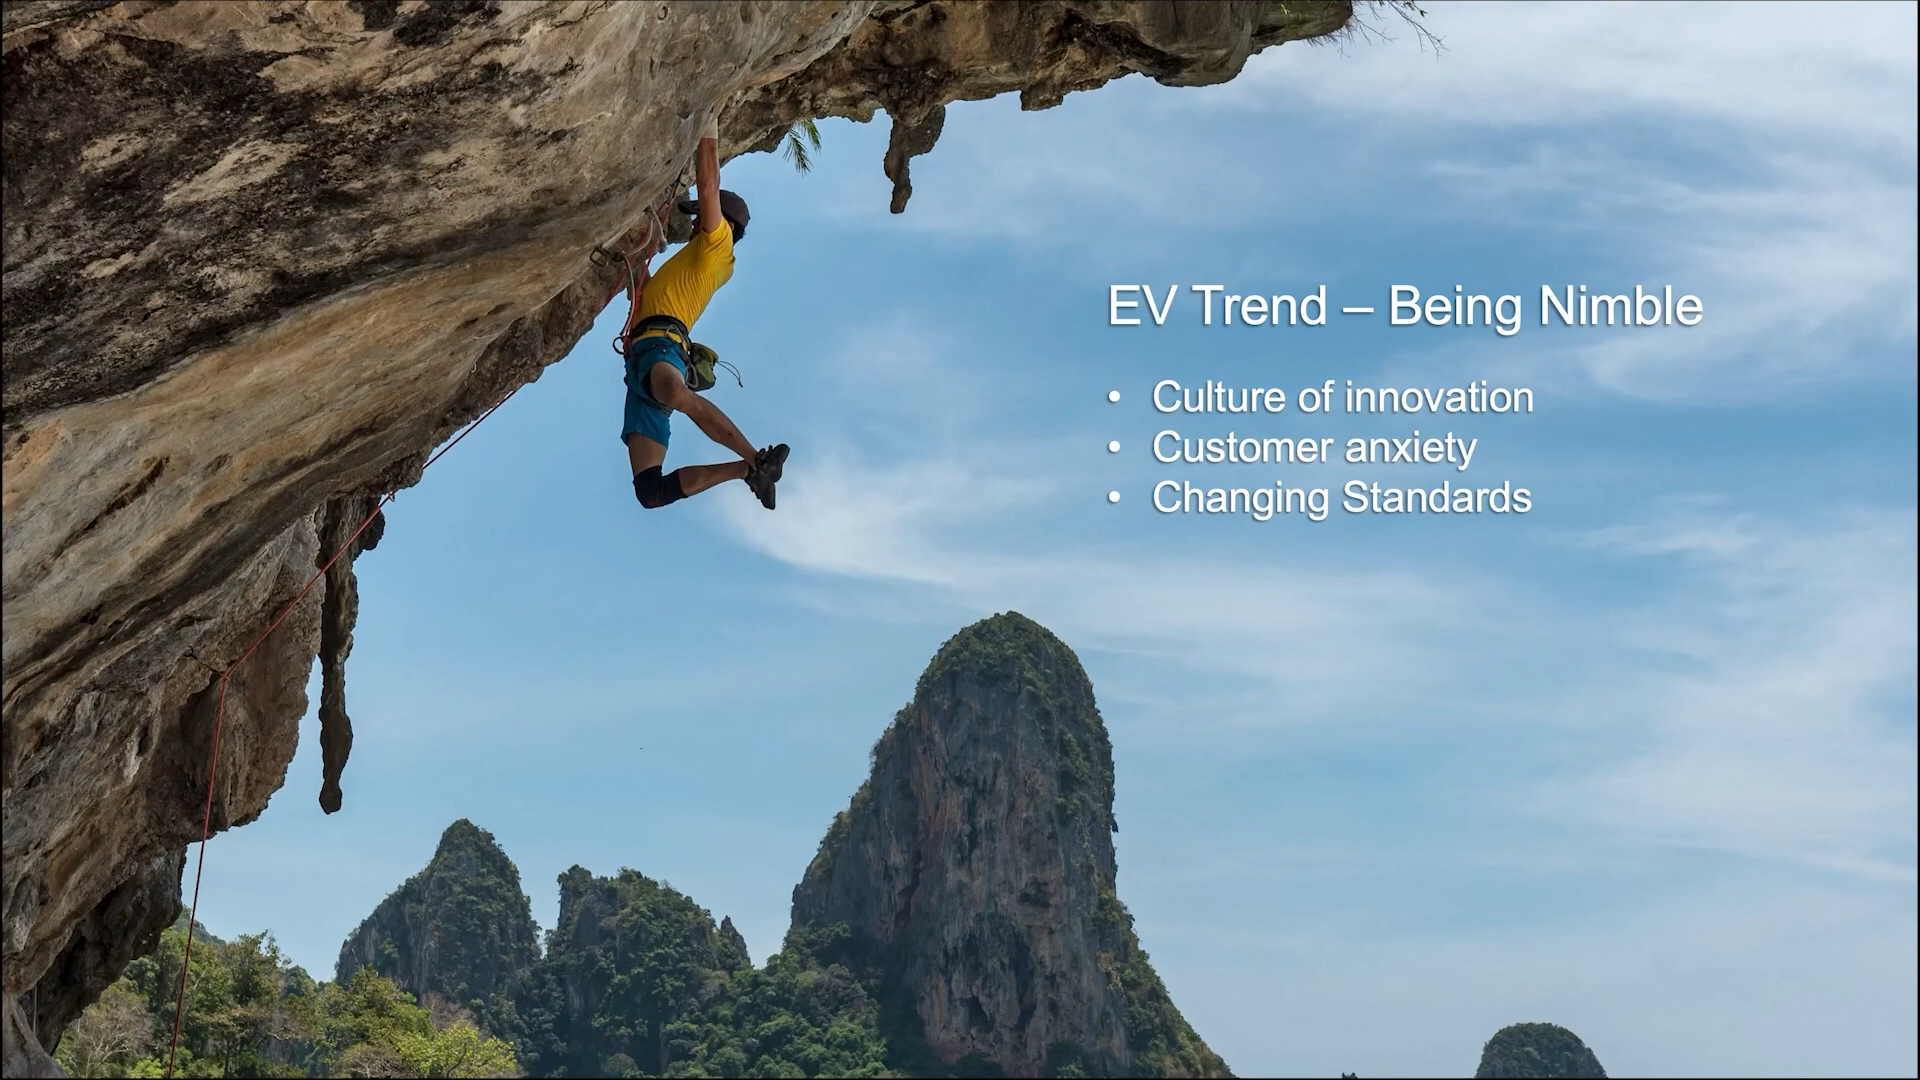 EV Trend – Being Nimble
• Culture of innovation
• Customer anxiety
• Changing Standards